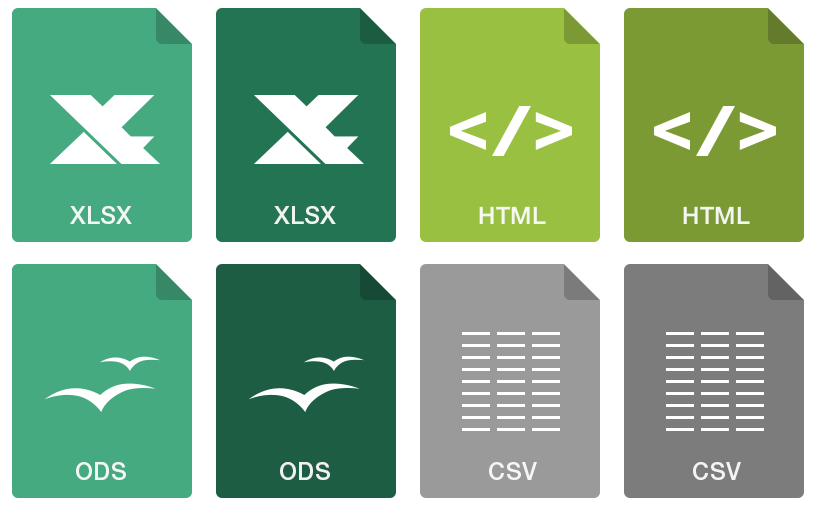 XLSX
XLSX
</>
</>
HTML
HTML
ODS
ODS
CSV
CSV